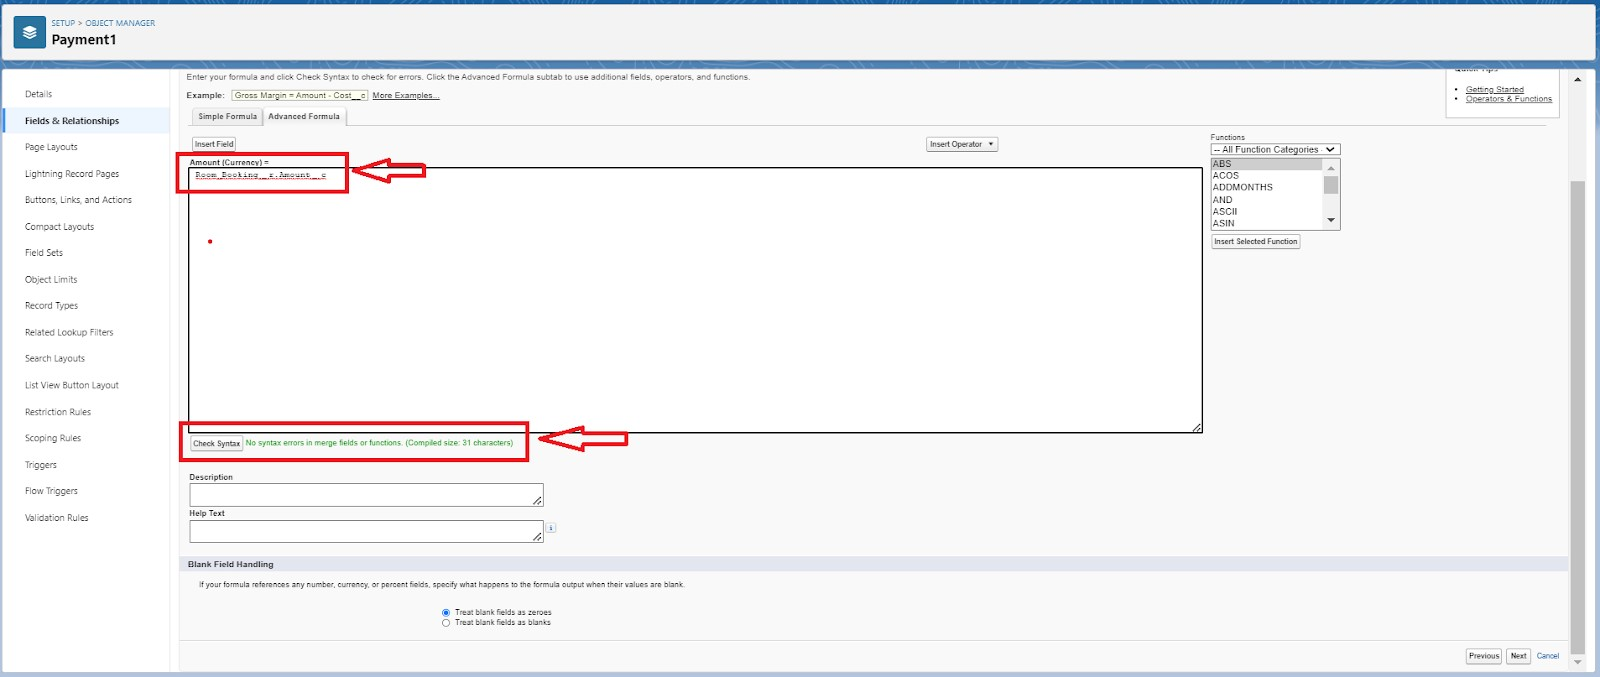 SETUP > OBJECT MANAGER
Payment1
Details
Fields & Relationships
Page Layouts
Lightning Record Pages
Buttons, Links, and Actions
Compact Layouts
Field Sets
Object Limits
Record Types
Related Lookup Filters
Search Layouts
List View Button Layout
Restriction Rules
Scoping Rules
Triggers
Flow Triggers
Validation Rules
Enter your formula and click Check Syntax to check for errors. Click the Advanced Formula subtab to use additional fields, operators, and functions.
Example: Gross Margin = Amount - Cost__c More Examples...
Quick Tips
Getting Started
Operators & Functions
Simple Formula Advanced Formula
Insert Field
Insert Operator
Functions
-- All Function Categories
ABS
ACOS
ADDMONTHS
AND
ASCII
ASIN
Insert Selected Function
Amount (Currency) =
Room_Booking__r.Amount__c
Check Syntax No syntax errors in merge fields or functions. (Compiled size: 31 characters)
Description
Help Text
i
Blank Field Handling
If your formula references any number, currency, or percent fields, specify what happens to the formula output when their values are blank.
Treat blank fields as zeroes
Treat blank fields as blanks
Previous Next Cancel